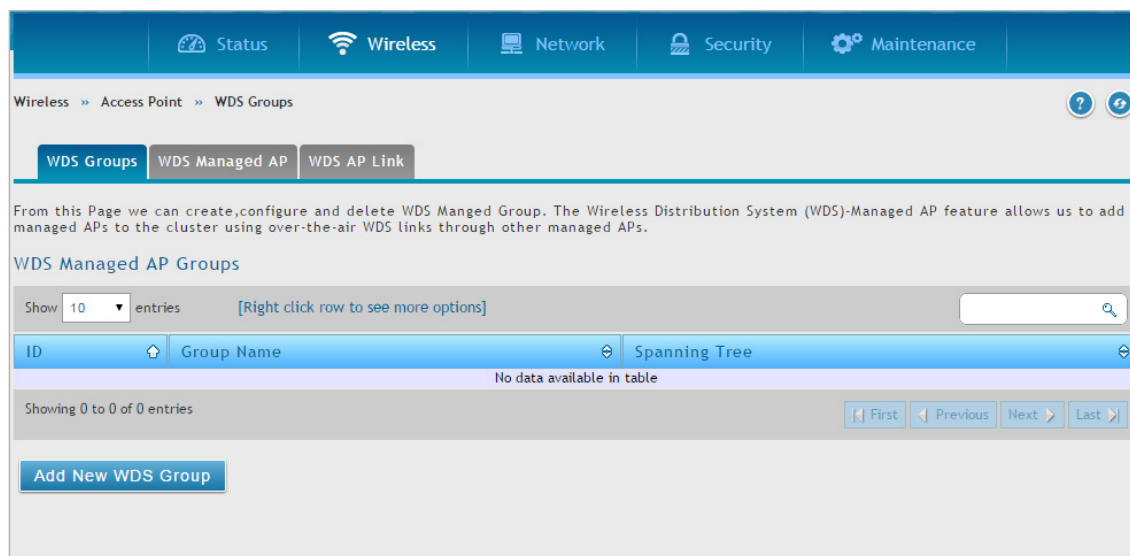 Status Wireless Network Security Maintenance
Wireless » Access Point » WDS Groups
?
WDS Groups WDS Managed AP WDS AP Link
From this Page we can create,configure and delete WDS Manged Group. The Wireless Distribution System (WDS)-Managed AP feature allows us to add
managed APs to the cluster using over-the-air WDS links through other managed APs.
WDS Managed AP Groups
Show 10 entries [Right click row to see more options]
ID Group Name Spanning Tree
No data available in table
Showing 0 to 0 of 0 entries First Previous Next Last
Add New WDS Group